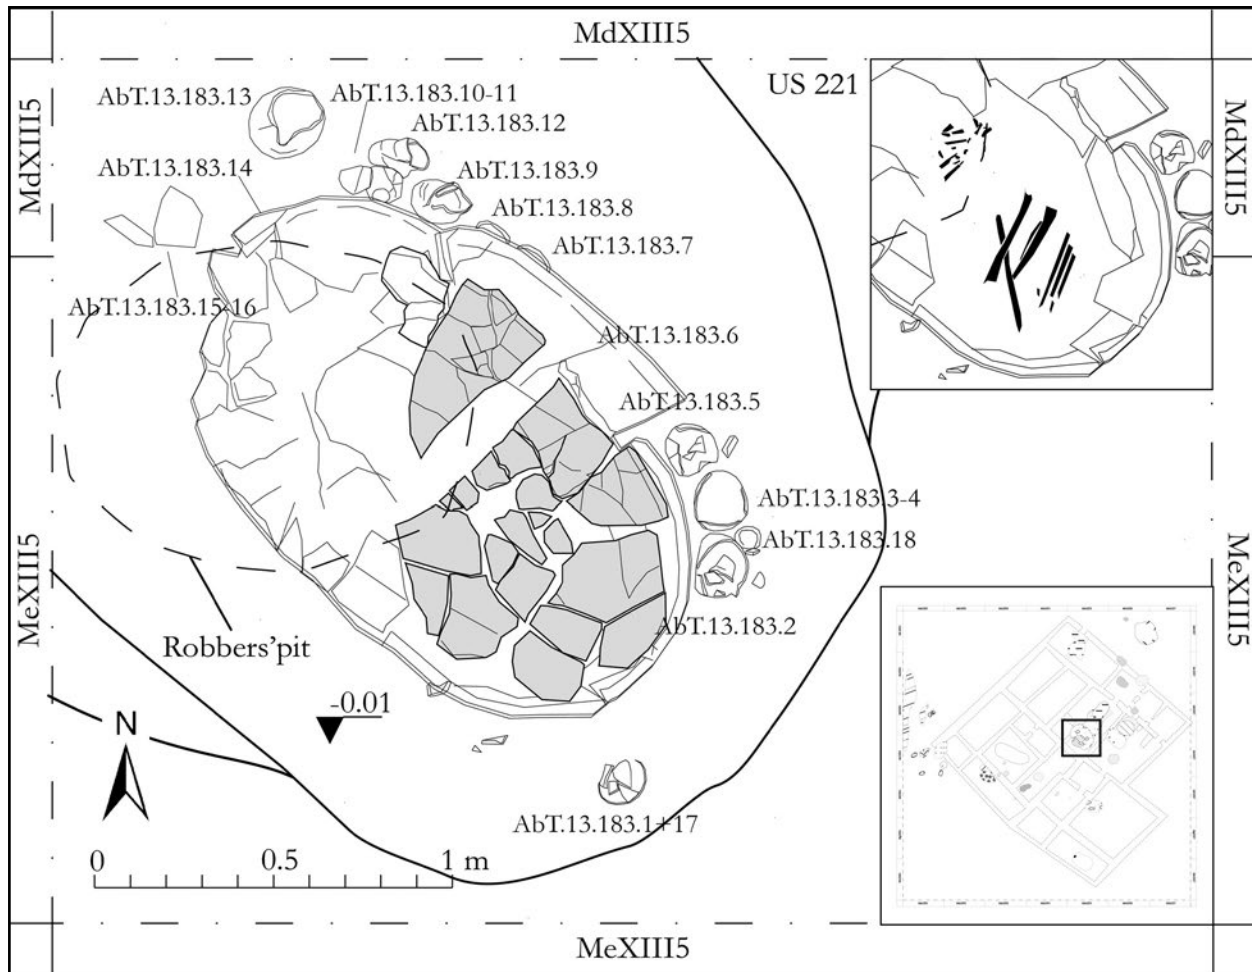 MdXIII5
US 221
AbT.13.183.13
AbT.13.183.10-11
AbT.13.183.12
MdXIII5
MdXIII5
AbT.13.183.14
AbT.13.183.9
AbT.13.183.8
AbT.13.183.7
AbT.13.183.15-16
AbT.13.183.6
AbT.13.183.5
AbT.13.183.3-4
AbT.13.183.18
MeXIII5
MeXIII5
AbT.13.183.2
Robbers'pit
-0.01
N
AbT.13.183.1+17
0 0.5 1 m
MeXIII5